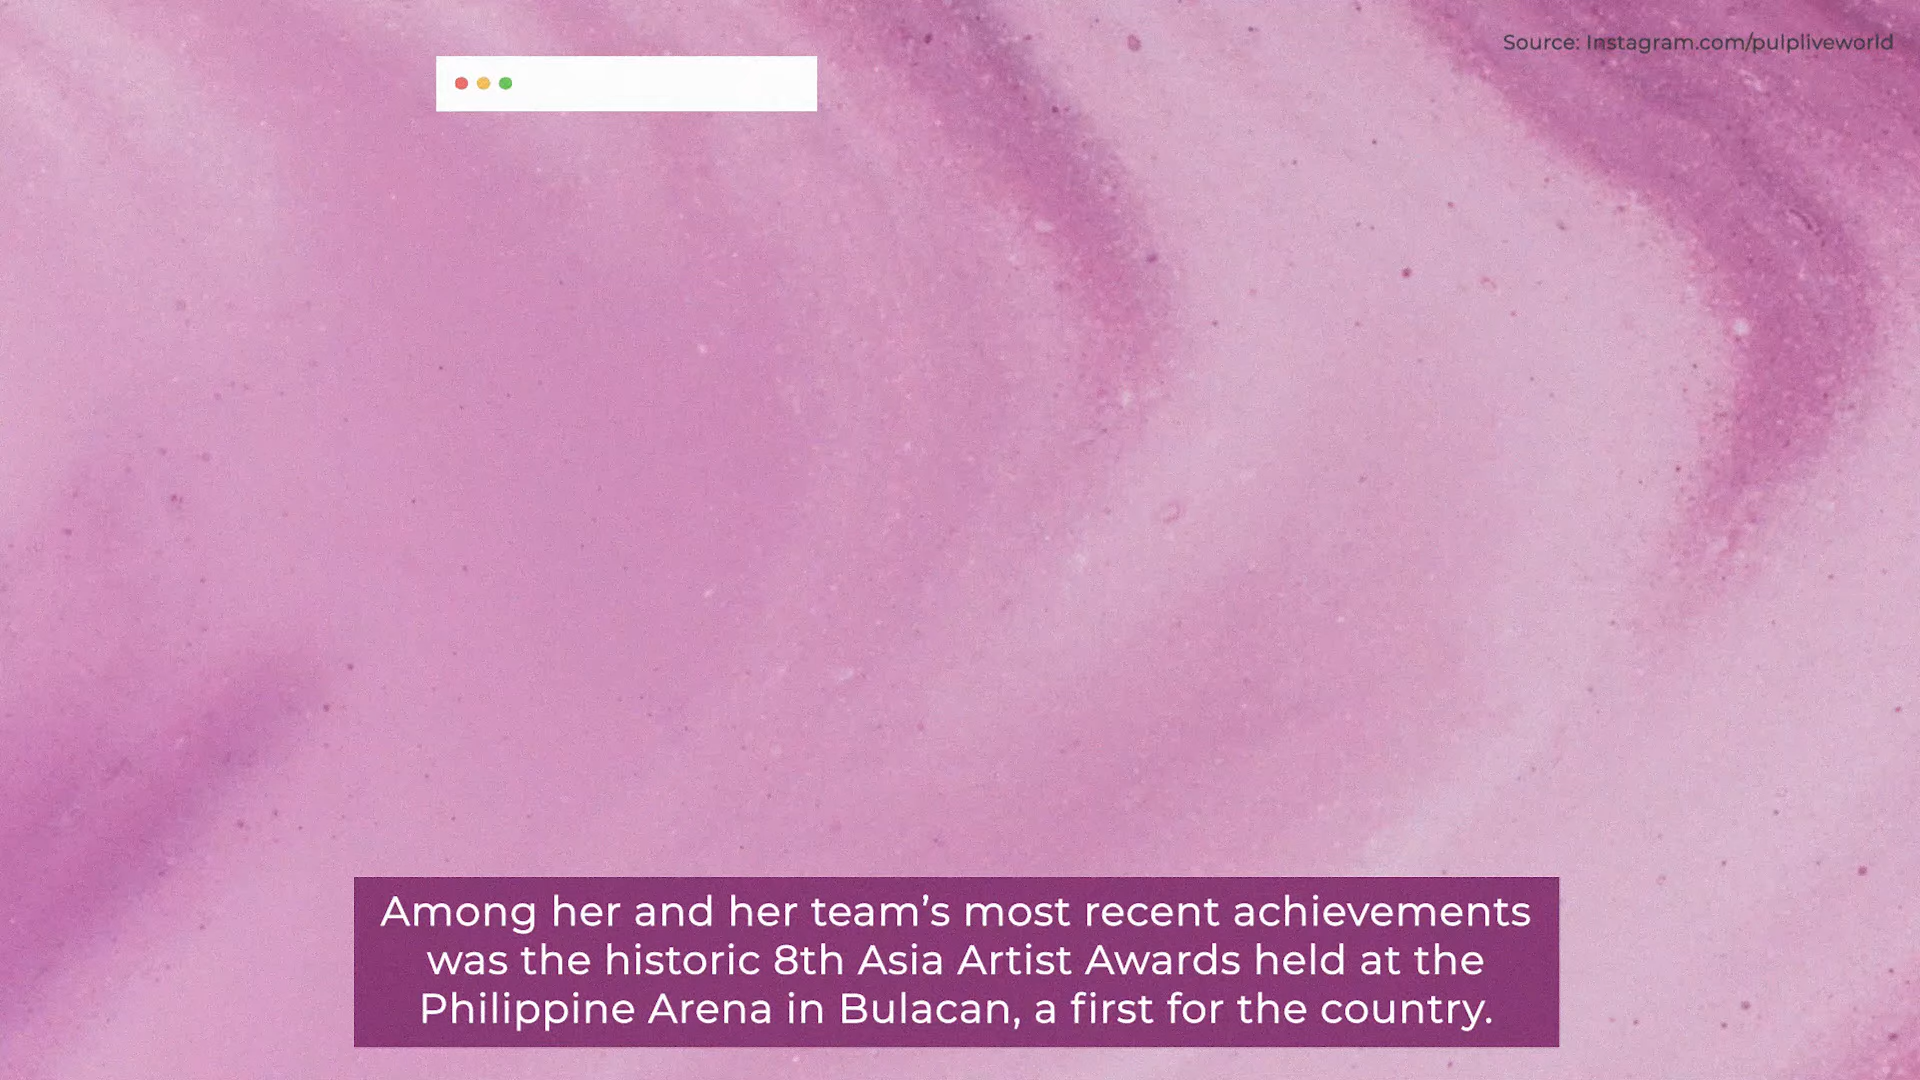 Source: Instagram.com/pulpliveworld
Among her and her team’s most recent achievements
was the historic 8th Asia Artist Awards held at the
Philippine Arena in Bulacan, a first for the country.